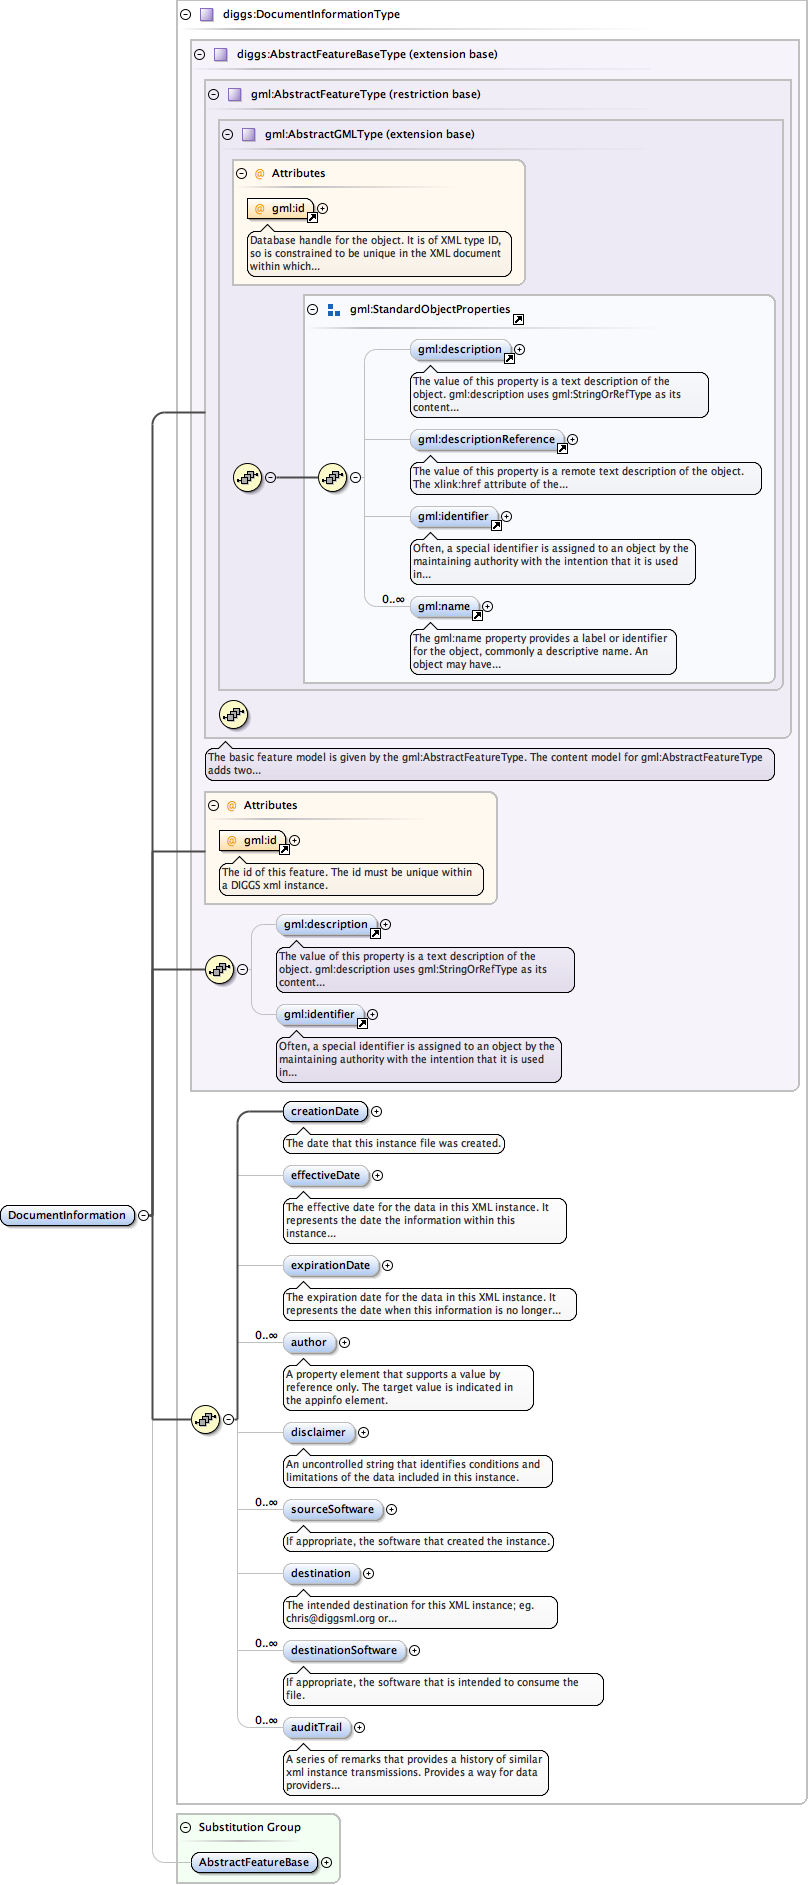 diggs:DocumentInformationType
diggs:AbstractFeatureBaseType (extension base)
gml:AbstractFeatureType (restriction base)
gml:AbstractGMLType (extension base)
@ Attributes
@ gml:id
Database handle for the object. It is of XML type ID,
so is constrained to be unique in the XML document
within which...
gml:StandardObjectProperties
gml:description
The value of this property is a text description of the
object. gml:description uses gml:StringOrRefType as its
content...
gml:descriptionReference
The value of this property is a remote text description of the object.
The xlink:href attribute of the...
gml:identifier
Often, a special identifier is assigned to an object by the
maintaining authority with the intention that it is used
in...
0..∞ gml:name
The gml:name property provides a label or identifier
for the object, commonly a descriptive name. An
object may have...
The basic feature model is given by the gml:AbstractFeatureType. The content model for gml:AbstractFeatureType
adds two...
@ Attributes
@ gml:id
The id of this feature. The id must be unique within
a DIGGS xml instance.
gml:description
The value of this property is a text description of the
object. gml:description uses gml:StringOrRefType as its
content...
gml:identifier
Often, a special identifier is assigned to an object by the
maintaining authority with the intention that it is used
in...
creationDate
The date that this instance file was created.
effectiveDate
DocumentInformation
The effective date for the data in this XML instance. It
represents the date the information within this
instance...
expirationDate
The expiration date for the data in this XML instance. It
represents the date when this information is no longer...
0..∞ author
A property element that supports a value by
reference only. The target value is indicated in
the appinfo element.
disclaimer
An uncontrolled string that identifies conditions and
limitations of the data included in this instance.
0..∞ sourceSoftware
If appropriate, the software that created the instance.
destination
The intended destination for this XML instance; eg.
chris@diggsml.org or...
0..∞ destinationSoftware
If appropriate, the software that is intended to consume the
file.
0..∞ auditTrail
A series of remarks that provides a history of similar
xml instance transmissions. Provides a way for data
providers...
Substitution Group
AbstractFeatureBase